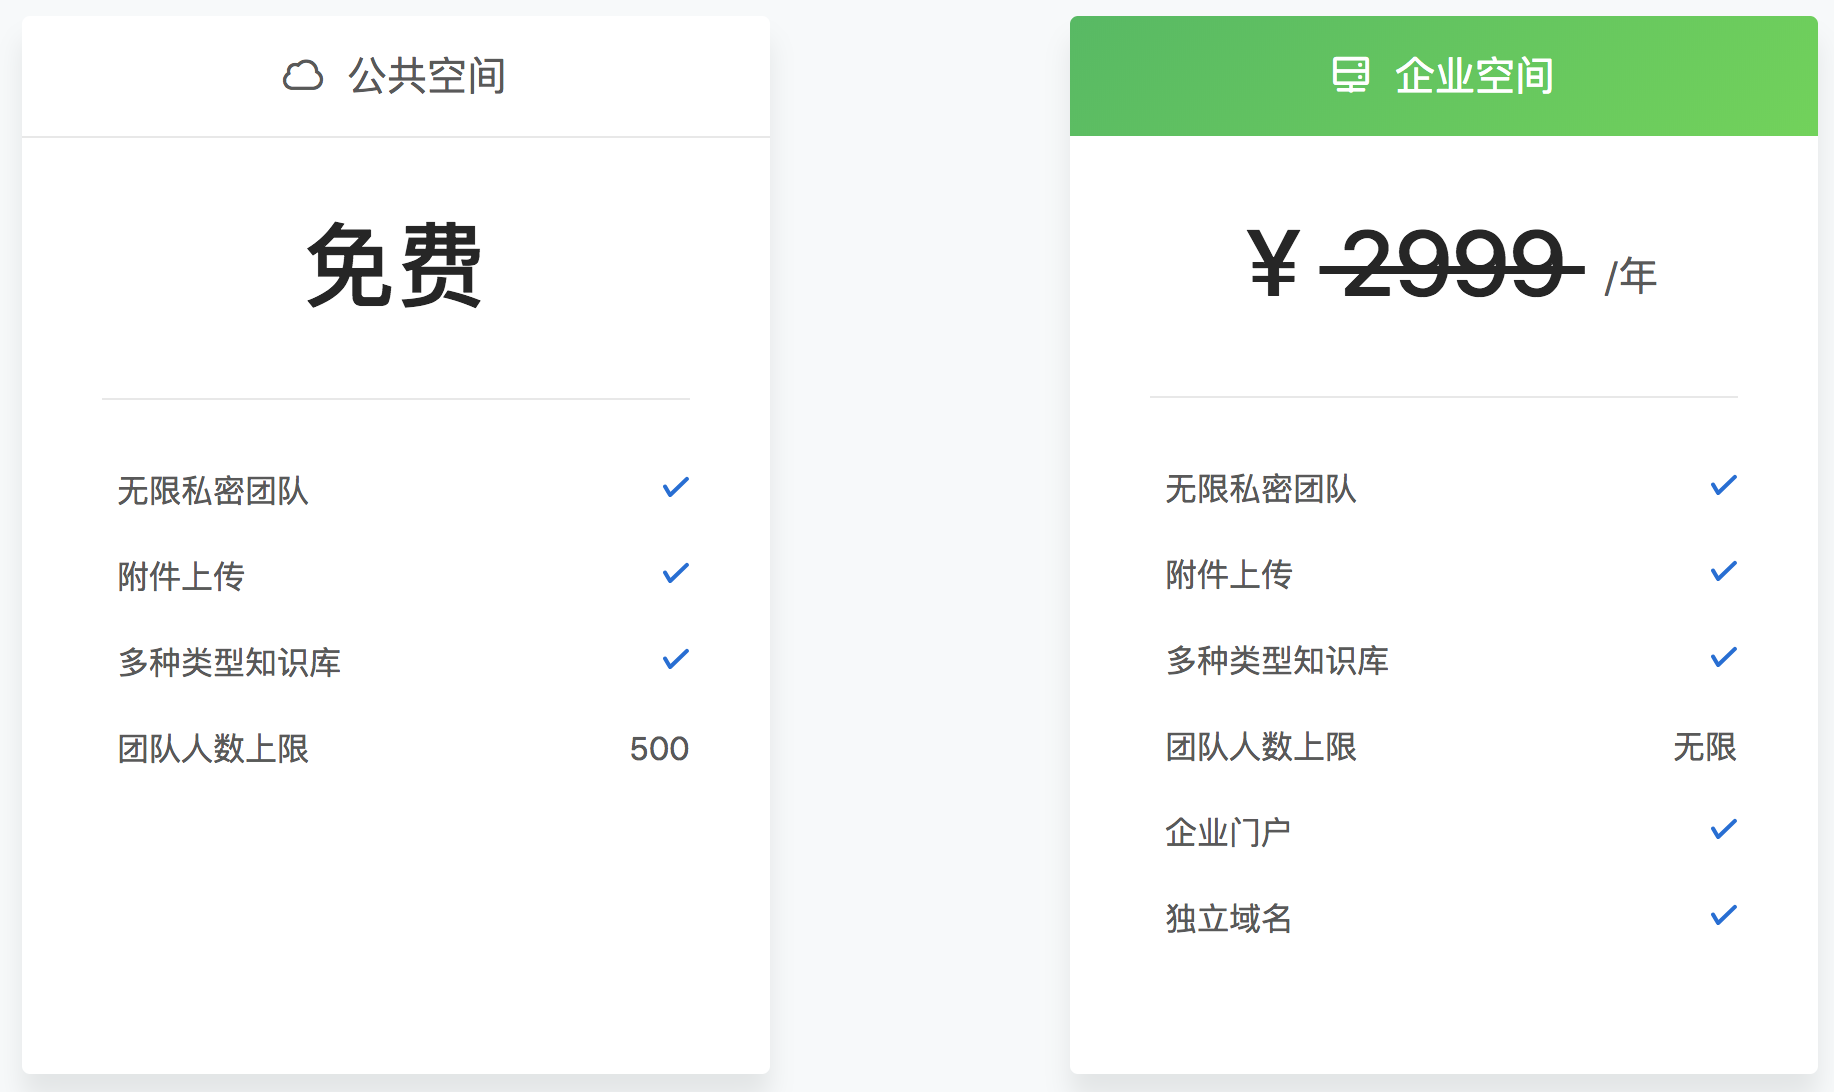 公共空间
免费
无限私密团队
附件上传
多种类型知识库
团队人数上限 500
企业空间
¥ 2999 /年
无限私密团队
附件上传
多种类型知识库
团队人数上限 无限
企业门户
独立域名